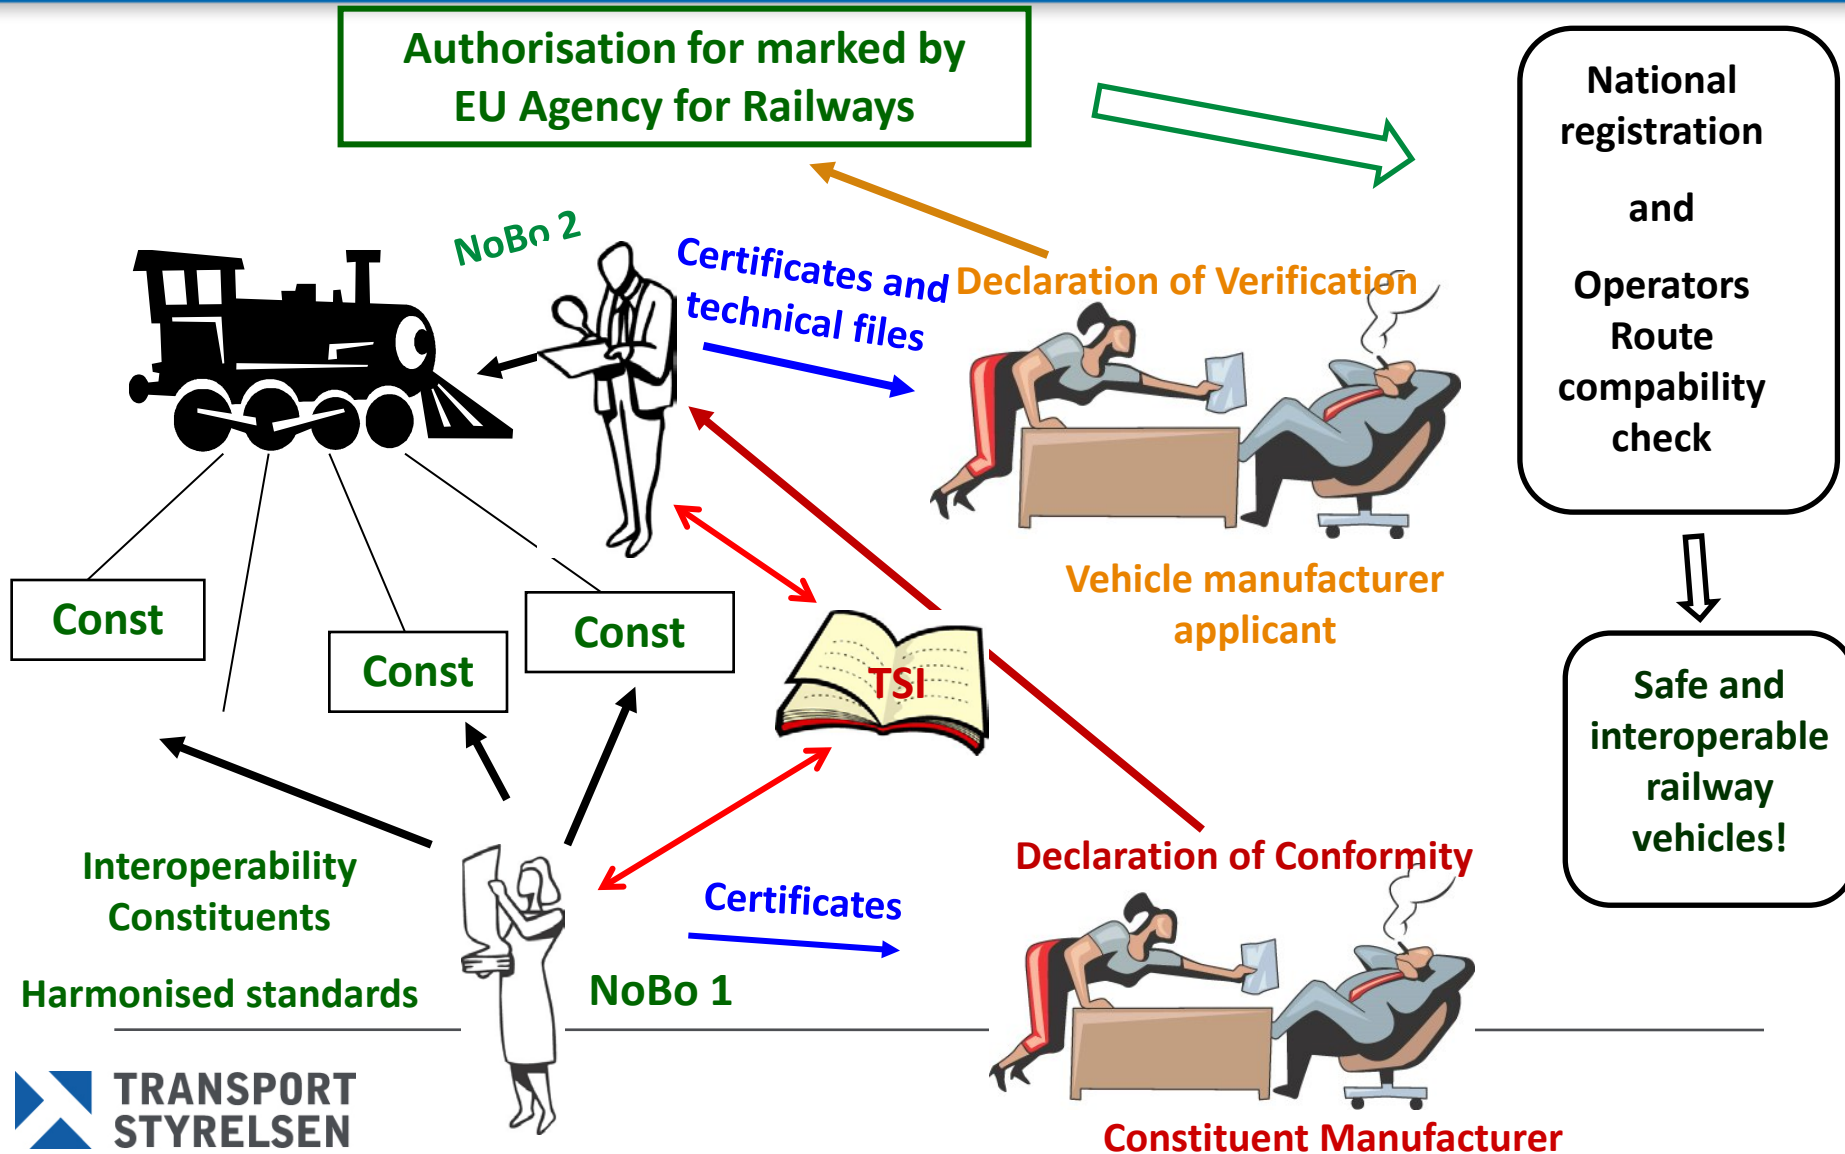 Authorisation for marked by
EU Agency for Railways
National
registration
and
Operators
Route
compability
check
NoBo 2
Certificates and
technical files
Declaration of Verification
Vehicle manufacturer
applicant
Const
Const
Const
TSI
Safe and
interoperable
railway
vehicles!
Interoperability
Constituents
Harmonised standards
NoBo 1
Certificates
Declaration of Conformity
Constituent Manufacturer
TRANSPORT
STYRELSEN